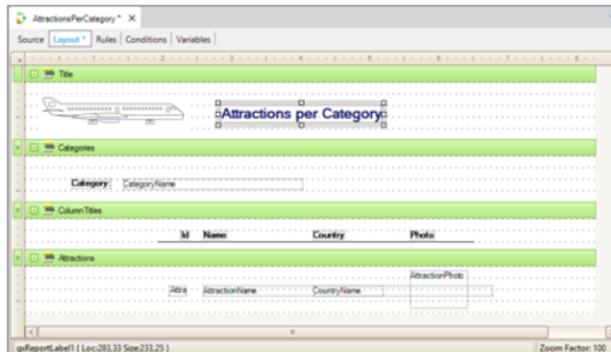 AttractionsPerCategory * X
Source Layout * Rules Conditions Variables
Title
Attractions per Category
Categories
Category: CategoryName
ColumnTitles
Id Name Country Photo
Attractions
AttractionPhoto
Attra AttractionName CountryName
gxReportLabel1 { Loc:283,33 Size:233,25 } Zoom Factor: 100